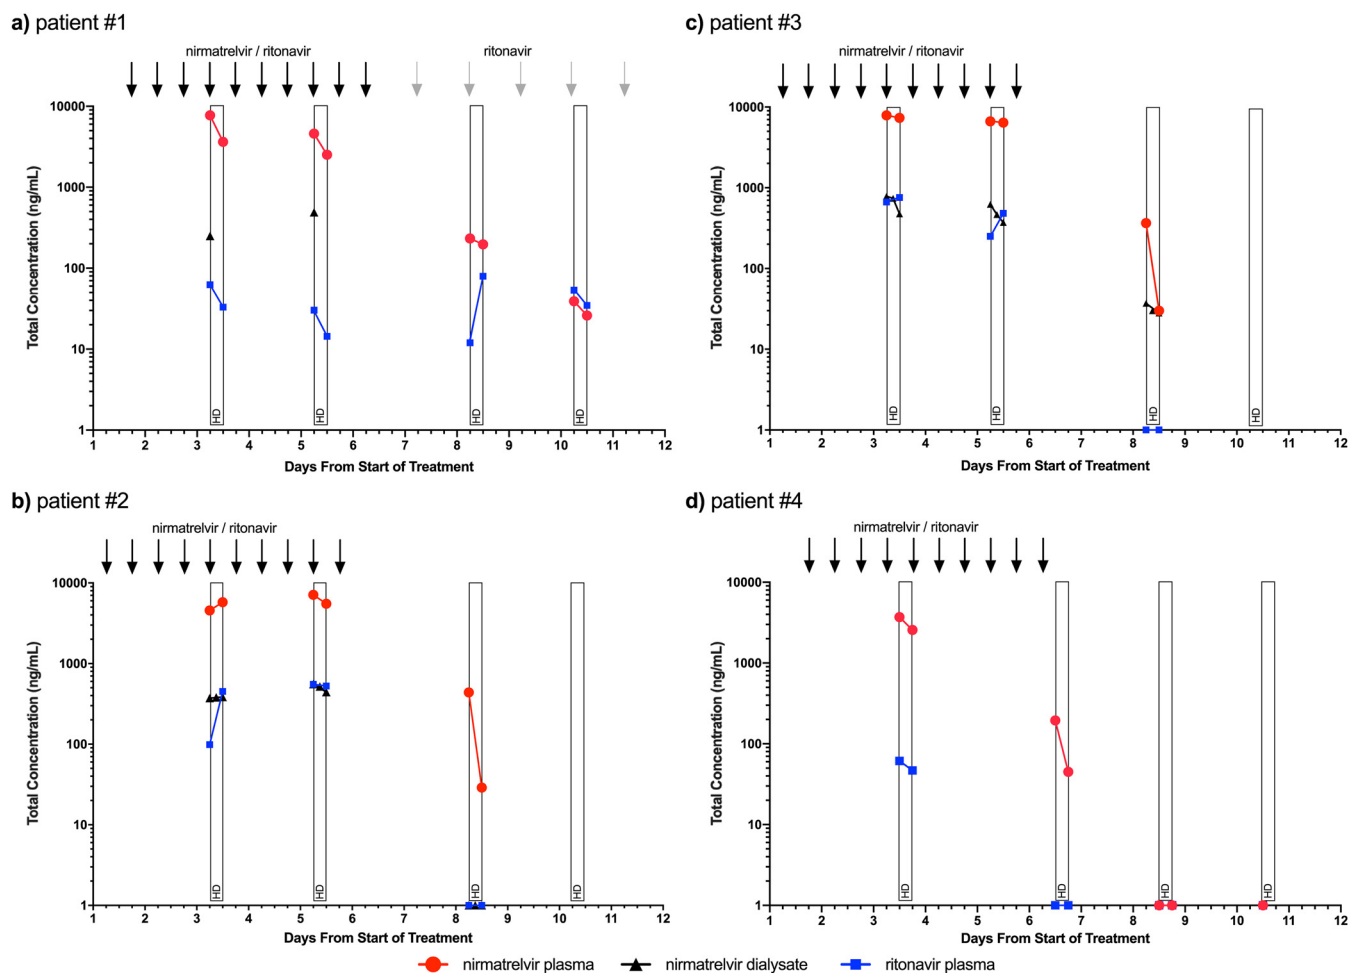 a) patient #1
nirmatrelvir / ritonavir
ritonavir
Total Concentration (ng/mL)
10000
1000
100
10
1
HD
HD
HD
HD
1 2 3 4 5 6 7 8 9 10 11 12
Days From Start of Treatment
c) patient #3
nirmatrelvir / ritonavir
Total Concentration (ng/mL)
10000
1000
100
10
1
HD
HD
HD
HD
1 2 3 4 5 6 7 8 9 10 11 12
Days From Start of Treatment
b) patient #2
nirmatrelvir / ritonavir
Total Concentration (ng/mL)
10000
1000
100
10
1
HD
HD
HD
HD
1 2 3 4 5 6 7 8 9 10 11 12
Days From Start of Treatment
d) patient #4
nirmatrelvir / ritonavir
Total Concentration (ng/mL)
10000
1000
100
10
1
HD
HD
HD
HD
1 2 3 4 5 6 7 8 9 10 11 12
Days From Start of Treatment
nirmatrelvir plasma nirmatrelvir dialysate ritonavir plasma